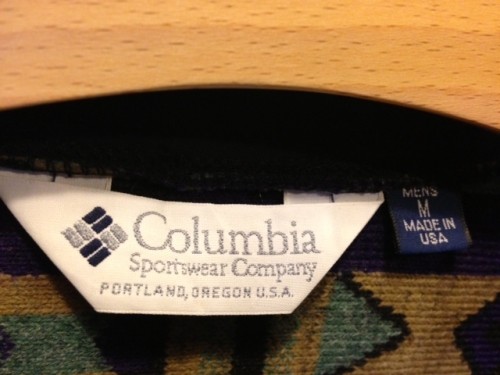 Columbia
Sportswear Company
PORTLAND, OREGON U.S.A.
MENS
M
MADE IN
USA